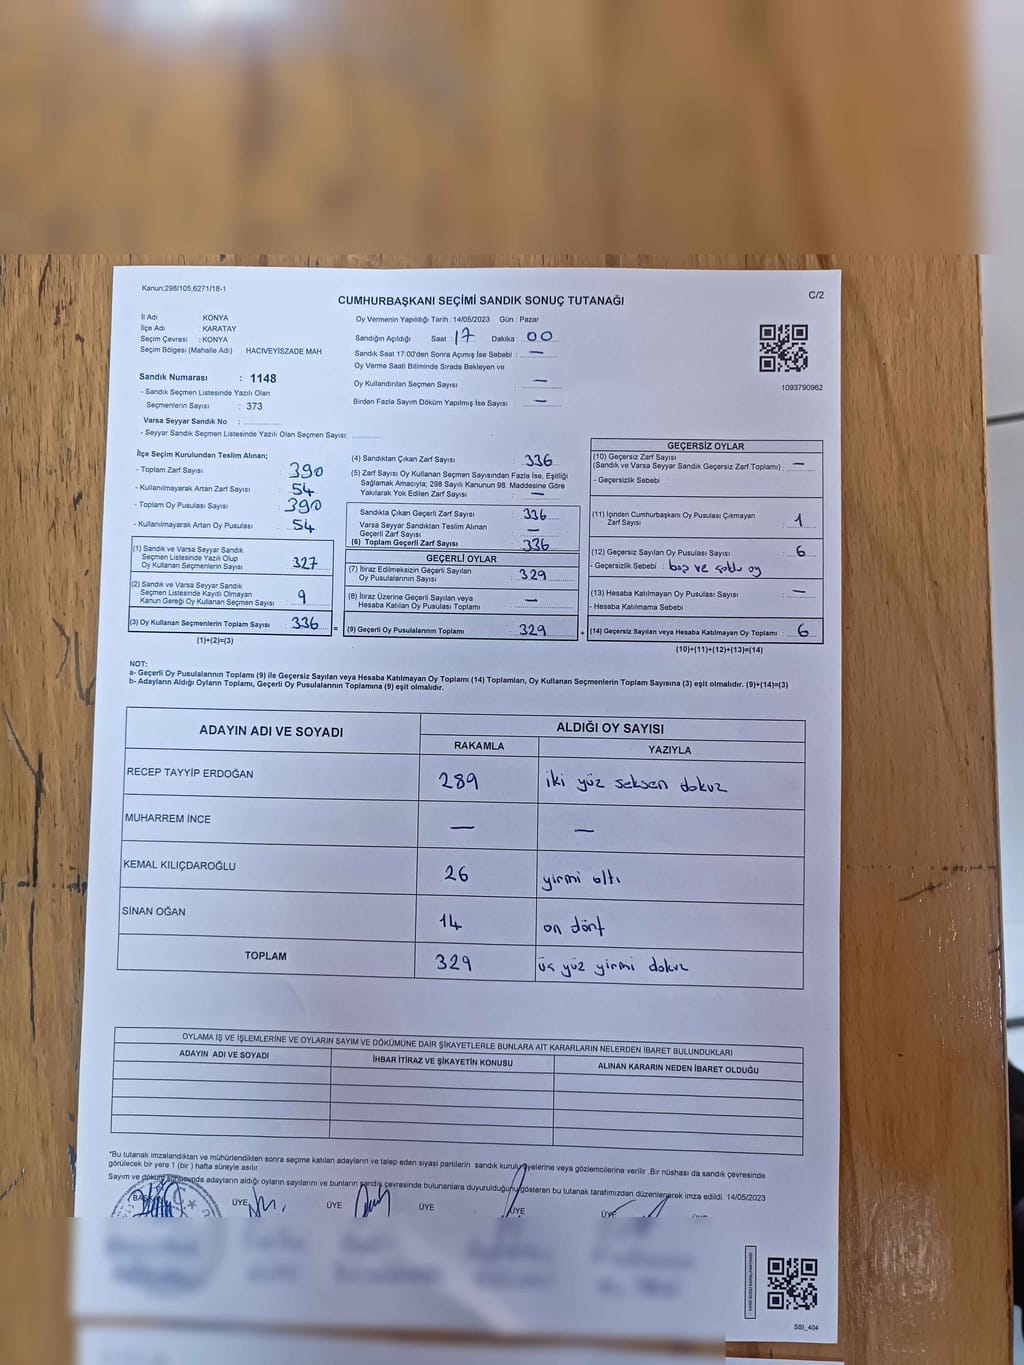 Kanun;298/105,6271/18-1
C/2
CUMHURBAŞKANI SEÇİMİ SANDIK SONUÇ TUTANAĞI
İl Adı : KONYA
İlçe Adı : KARATAY
Seçim Çevresi : KONYA
Seçim Bölgesi (Mahalle Adı) : HACIVEYİSZADE MAH
Sandık Numarası : 1148
- Sandık Seçmen Listesinde Yazılı Olan
Seçmenlerin Sayısı : 373
Varsa Seyyar Sandık No :
- Seyyar Sandık Seçmen Listesinde Yazılı Olan Seçmen Sayısı:
Oy Vermenin Yapıldığı Tarih : 14/05/2023 Gün : Pazar
Sandığın Açıldığı Saat : 17 Dakika : 00
Sandık Saat 17:00'den Sonra Açımış İse Sebebi : —
Oy Verme Saati Bitiminde Sırada Bekleyen ve
Oy Kullandırılan Seçmen Sayısı : —
Birden Fazla Sayım Döküm Yapılmış İse Sayısı : —
1093790962
İlçe Seçim Kurulundan Teslim Alınan;
- Toplam Zarf Sayısı : 390
- Kullanılmayarak Artan Zarf Sayısı : 54
- Toplam Oy Pusulası Sayısı : 390
- Kullanılmayarak Artan Oy Pusulası : 54
(1) Sandık ve Varsa Seyyar Sandık
Seçmen Listesinde Yazılı Olup
Oy Kullanan Seçmenlerin Sayısı : 327
(2) Sandık ve Varsa Seyyar Sandık
Seçmen Listesinde Kayıtlı Olmayan
Kanun Gereği Oy Kullanan Seçmen Sayısı : 9
(3) Oy Kullanan Seçmenlerin Toplam Sayısı : 336 =
(1)+(2)=(3)
(4) Sandıktan Çıkan Zarf Sayısı : 336
(5) Zarf Sayısı Oy Kullanan Seçmen Sayısından Fazla İse, Eşitliği
Sağlamak Amacıyla; 298 Sayılı Kanunun 98. Maddesine Göre
Yakılarak Yok Edilen Zarf Sayısı : —
Sandıkta Çıkan Geçerli Zarf Sayısı : 336
Varsa Seyyar Sandıktan Teslim Alınan
Geçerli Zarf Sayısı : —
(6) Toplam Geçerli Zarf Sayısı : 336
GEÇERLİ OYLAR
(7) İtiraz Edilmeksizin Geçerli Sayılan
Oy Pusulalarının Sayısı : 329
(8) İtiraz Üzerine Geçerli Sayılan veya
Hesaba Katılan Oy Pusulası Toplamı : —
(9) Geçerli Oy Pusulalarının Toplamı : 329 +
GEÇERSİZ OYLAR
(10) Geçersiz Zarf Sayısı
(Sandık ve Varsa Seyyar Sandık Geçersiz Zarf Toplamı) : —
- Geçersizlik Sebebi :
(11) İçinden Cumhurbaşkanı Oy Pusulası Çıkmayan
Zarf Sayısı : 1
(12) Geçersiz Sayılan Oy Pusulası Sayısı : 6
- Geçersizlik Sebebi : boş ve çoklu oy
(13) Hesaba Katılmayan Oy Pusulası Sayısı : —
- Hesaba Katılmama Sebebi :
(14) Geçersiz Sayılan veya Hesaba Katılmayan Oy Toplamı : 6
(10)+(11)+(12)+(13)=(14)
NOT:
a- Geçerli Oy Pusulalarının Toplamı (9) ile Geçersiz Sayılan veya Hesaba Katılmayan Oy Toplamı (14) Toplamları, Oy Kullanan Seçmenlerin Toplam Sayısına (3) eşit olmalıdır. (9)+(14)=(3)
b- Adayların Aldığı Oyların Toplamı, Geçerli Oy Pusulalarının Toplamına (9) eşit olmalıdır.
ADAYIN ADI VE SOYADI ALDIĞI OY SAYISI
RAKAMLA YAZIYLA
RECEP TAYYİP ERDOĞAN 289 iki yüz seksen dokuz
MUHARREM İNCE — —
KEMAL KILIÇDAROĞLU 26 yirmi altı
SİNAN OĞAN 14 on dört
TOPLAM 329 üç yüz yirmi dokuz
OYLAMA İŞ VE İŞLEMLERİNE VE OYLARIN SAYIM VE DÖKÜMÜNE DAİR ŞİKAYETLERLE BUNLARA AİT KARARLARIN NELERDEN İBARET BULUNDUKLARI
ADAYIN ADI VE SOYADI İHBAR İTİRAZ VE ŞİKAYETİN KONUSU ALINAN KARARIN NEDEN İBARET OLDUĞU
*Bu tutanak imzalandıktan ve mühürlendikten sonra seçime katılan adayların ve talep eden siyasi partilerin sandık kurulu üyelerine veya gözlemcilerine verilir .Bir nüshası da sandık çevresinde
görülecek bir yere 1 (bir ) hafta süreyle asılır.
Sayım ve döküm sonucunda adayların aldığı oyların sayılarını ve bunların sandık çevresinde bulunanlara duyurulduğunu gösteren bu tutanak tarafımızdan düzenlenerek imza edildi. 14/05/2023
BAŞKAN ÜYE ÜYE ÜYE ÜYE ÜYE
SSI_404